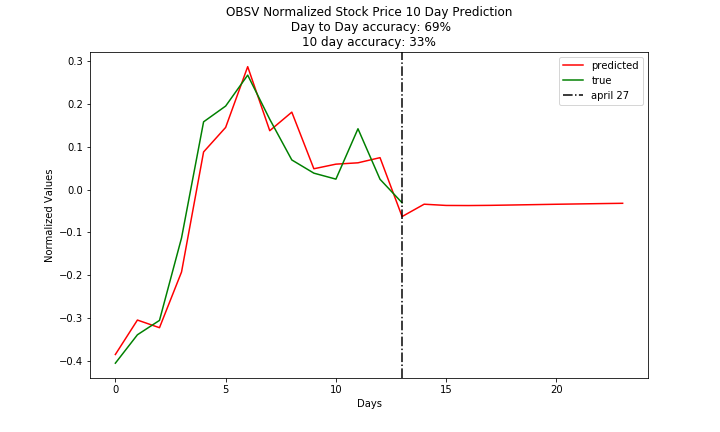 OBSV Normalized Stock Price 10 Day Prediction
Day to Day accuracy: 69%
10 day accuracy: 33%
predicted
true
april 27
Normalized Values
0.3
0.2
0.1
0.0
−0.1
−0.2
−0.3
−0.4
0 5 10 15 20
Days